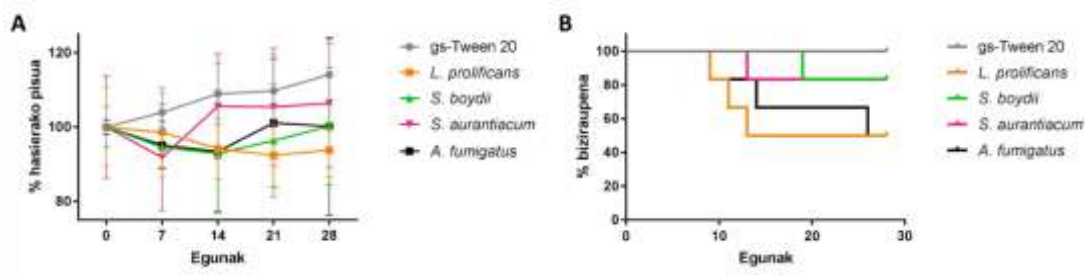 A
% hasierako pisua
120
100
80
0 7 14 21 28
Egunak
gs-Tween 20
L. prolificans
S. boydii
S. aurantiacum
A. fumigatus
B
% biziraupena
100
80
60
40
20
0
0 10 20 30
Egunak
gs-Tween 20
L. prolificans
S. boydii
S. aurantiacum
A. fumigatus